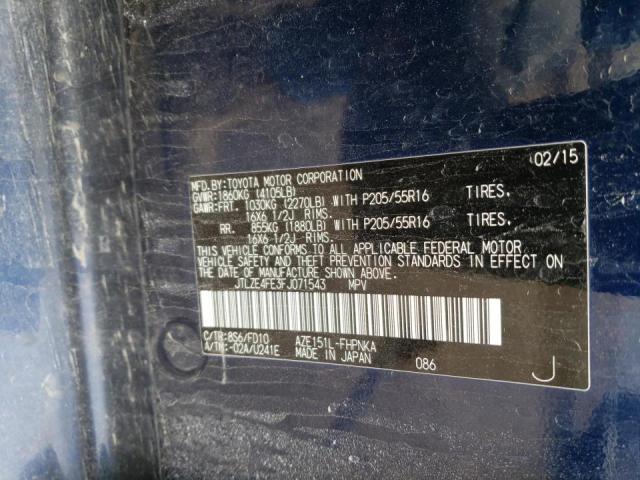 02/15
MFD.BY:TOYOTA MOTOR CORPORATION
GVWR:1860KG (4105LB)
GAWR:FRT. 1030KG (2270LB) WITH P205/55R16 TIRES,
16X6 1/2J RIMS.
RR. 855KG (1880LB) WITH P205/55R16 TIRES,
16X6 1/2J RIMS.
THIS VEHICLE CONFORMS TO ALL APPLICABLE FEDERAL MOTOR
VEHICLE SAFETY AND THEFT PREVENTION STANDARDS IN EFFECT ON
THE DATE OF MANUFACTURE SHOWN ABOVE.
JTLZE4FE3FJ071543 MPV
C/TR:8S6/FD10 AZE151L-FHPNKA
A/TM:-02A/U241E MADE IN JAPAN 086 J